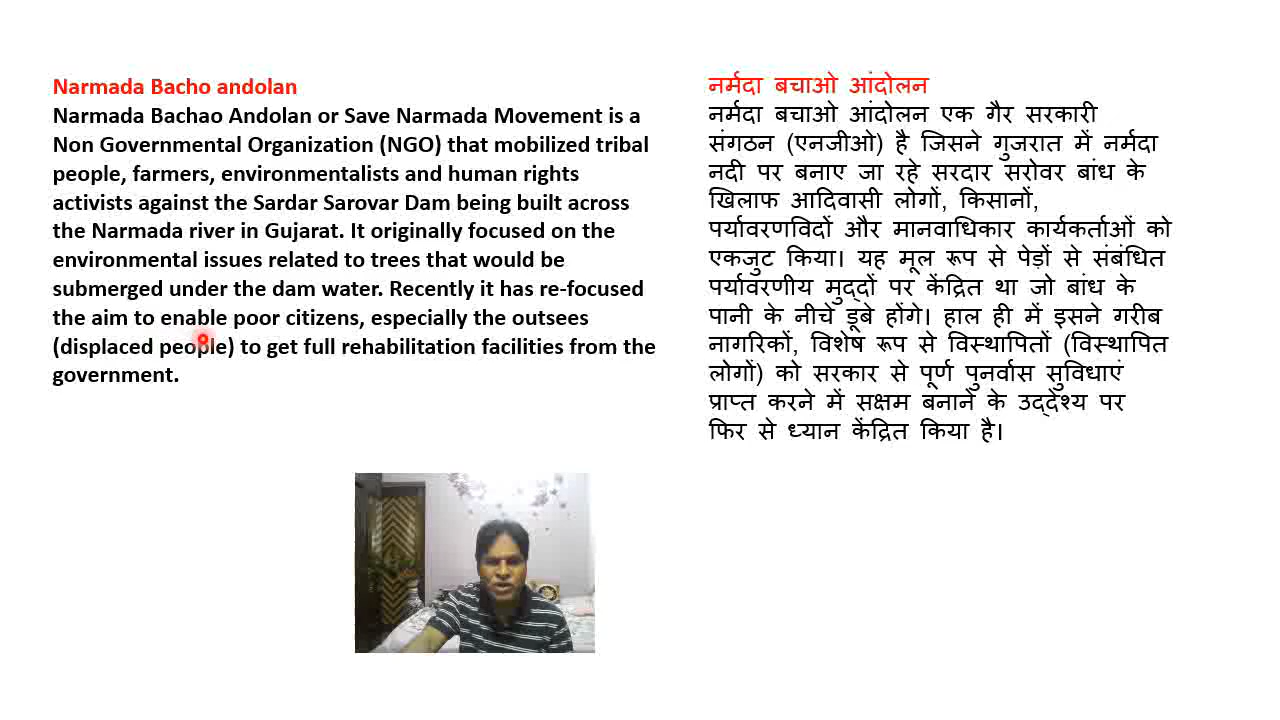 Narmada Bacho andolan
Narmada Bachao Andolan or Save Narmada Movement is a
Non Governmental Organization (NGO) that mobilized tribal
people, farmers, environmentalists and human rights
activists against the Sardar Sarovar Dam being built across
the Narmada river in Gujarat. It originally focused on the
environmental issues related to trees that would be
submerged under the dam water. Recently it has re-focused
the aim to enable poor citizens, especially the outsees
(displaced people) to get full rehabilitation facilities from the
government.
नर्मदा बचाओ आंदोलन
नर्मदा बचाओ आंदोलन एक गैर सरकारी
संगठन (एनजीओ) है जिसने गुजरात में नर्मदा
नदी पर बनाए जा रहे सरदार सरोवर बांध के
खिलाफ आदिवासी लोगों, किसानों,
पर्यावरणविदों और मानवाधिकार कार्यकर्ताओं को
एकजुट किया। यह मूल रूप से पेड़ों से संबंधित
पर्यावरणीय मुद्दों पर केंद्रित था जो बांध के
पानी के नीचे डूबे होंगे। हाल ही में इसने गरीब
नागरिकों, विशेष रूप से विस्थापितों (विस्थापित
लोगों) को सरकार से पूर्ण पुनर्वास सुविधाएं
प्राप्त करने में सक्षम बनाने के उद्देश्य पर
फिर से ध्यान केंद्रित किया है।